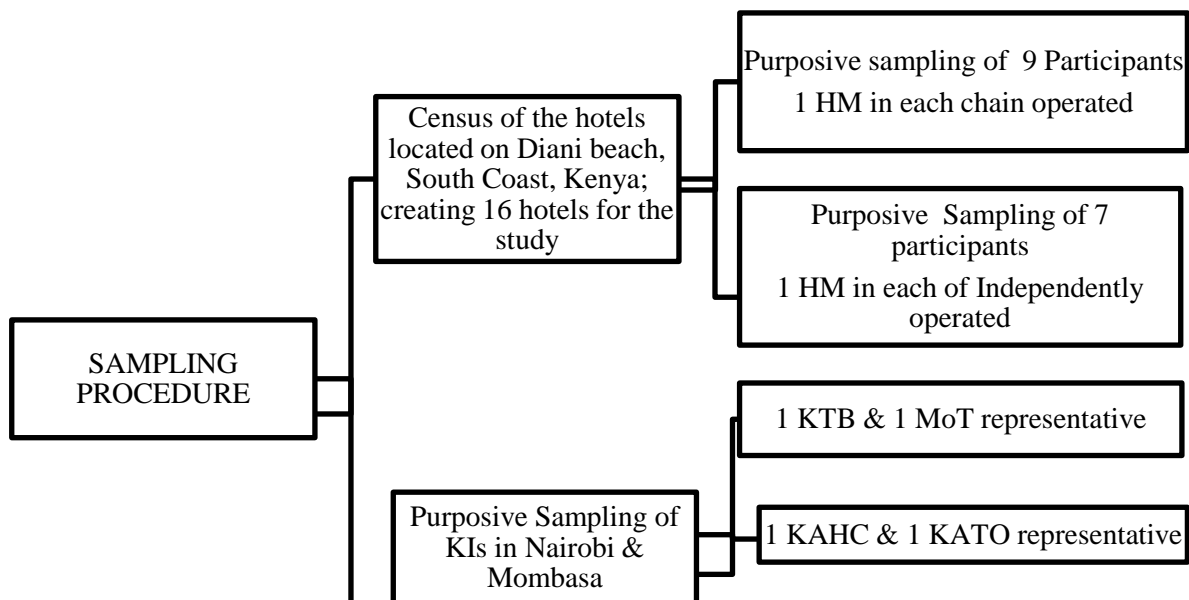 SAMPLING
PROCEDURE
Census of the hotels
located on Diani beach,
South Coast, Kenya;
creating 16 hotels for the
study
Purposive sampling of 9 Participants
1 HM in each chain operated
Purposive Sampling of 7
participants
1 HM in each of Independently
operated
Purposive Sampling of
KIs in Nairobi &
Mombasa
1 KTB & 1 MoT representative
1 KAHC & 1 KATO representative